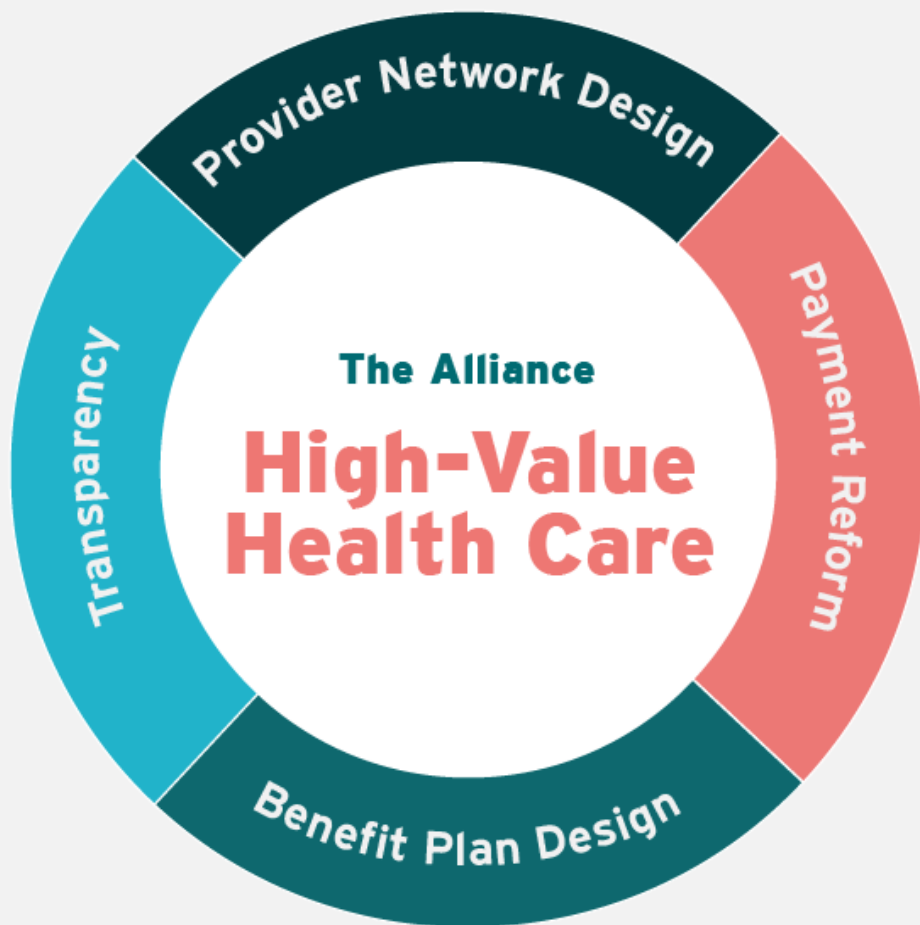 Provider Network Design
Payment Reform
Benefit Plan Design
Transparency
The Alliance
High-Value
Health Care